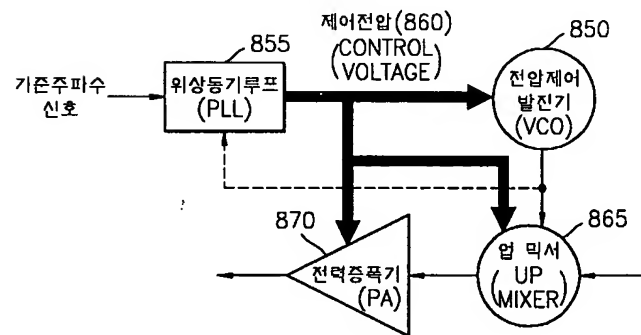 855
제어전압(860)
(CONTROL
VOLTAGE)
850
기준주파수
신호
위상동기루프
(PLL)
전압제어
발진기
(VCO)
870
865
전력증폭기
(PA)
업 믹서
(UP
MIXER)